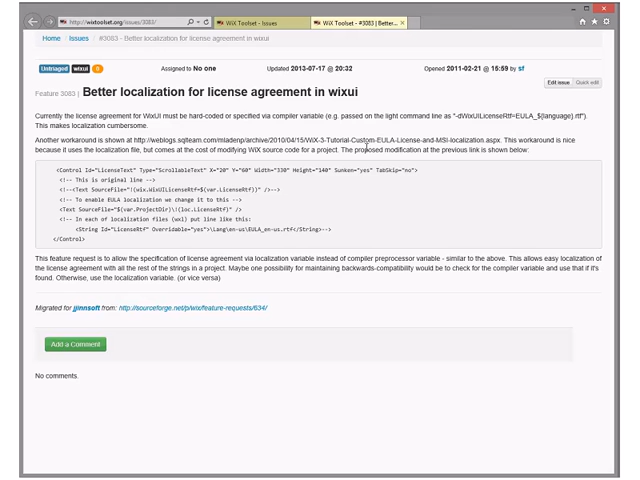 http://wixtoolset.org/issues/3083/
WiX Toolset - Issues
WiX Toolset - #3083 | Better...
Home / Issues / #3083 - Better localization for license agreement in wixui
Untriaged wixui 0 Assigned to No one Updated 2013-07-17 @ 20:32 Opened 2011-02-21 @ 15:59 by sf
Edit issue Quick edit
Feature 3083 | Better localization for license agreement in wixui
Currently the license agreement for WixUI must be hard-coded or specified via compiler variable (e.g. passed on the light command line as "-dWixUILicenseRtf=EULA_$(language).rtf").
This makes localization cumbersome.
Another workaround is shown at http://weblogs.sqlteam.com/mladenp/archive/2010/04/15/WiX-3-Tutorial-Custom-EULA-License-and-MSI-localization.aspx. This workaround is nice
because it uses the localization file, but comes at the cost of modifying WiX source code for a project. The proposed modification at the previous link is shown below:
<Control Id="LicenseText" Type="ScrollableText" X="20" Y="60" Width="330" Height="140" Sunken="yes" TabSkip="no">
<!-- This is original line -->
<!--<Text SourceFile="!(wix.WixUILicenseRtf=$(var.LicenseRtf))" />-->
<!-- To enable EULA localization we change it to this -->
<Text SourceFile="$(var.ProjectDir)\!(loc.LicenseRtf)" />
<!-- In each of localization files (wxl) put line like this:
<String Id="LicenseRtf" Overridable="yes">\Lang\en-us\EULA_en-us.rtf</String>-->
</Control>
This feature request is to allow the specification of license agreement via localization variable instead of compiler preprocessor variable - similar to the above. This allows easy localization of
the license agreement with all the rest of the strings in a project. Maybe one possibility for maintaining backwards-compatibility would be to check for the compiler variable and use that if it's
found. Otherwise, use the localization variable. (or vice versa)
Migrated for jjinnsoft from: http://sourceforge.net/p/wix/feature-requests/634/
Add a Comment
No comments.